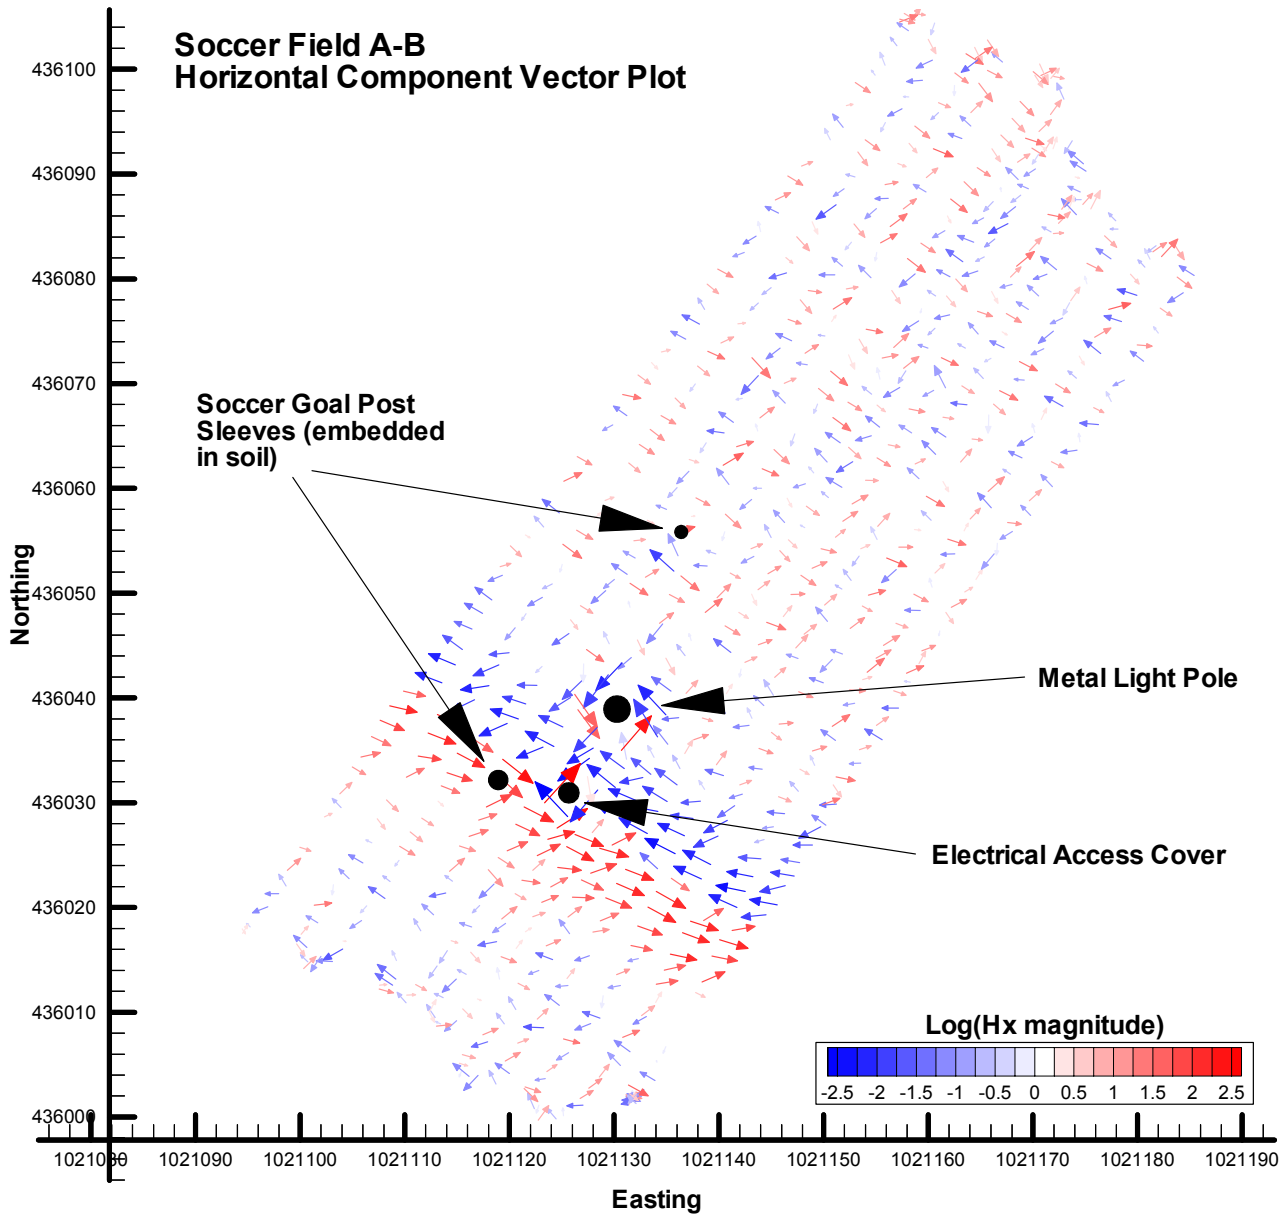 Soccer Field A-B
Horizontal Component Vector Plot
436100
436090
436080
436070
436060
436050
436040
436030
436020
436010
436000
Northing
Soccer Goal Post
Sleeves (embedded
in soil)
Metal Light Pole
Electrical Access Cover
Log(Hx magnitude)
-2.5 -2 -1.5 -1 -0.5 0 0.5 1 1.5 2 2.5
1021080 1021090 1021100 1021110 1021120 1021130 1021140 1021150 1021160 1021170 1021180 1021190
Easting